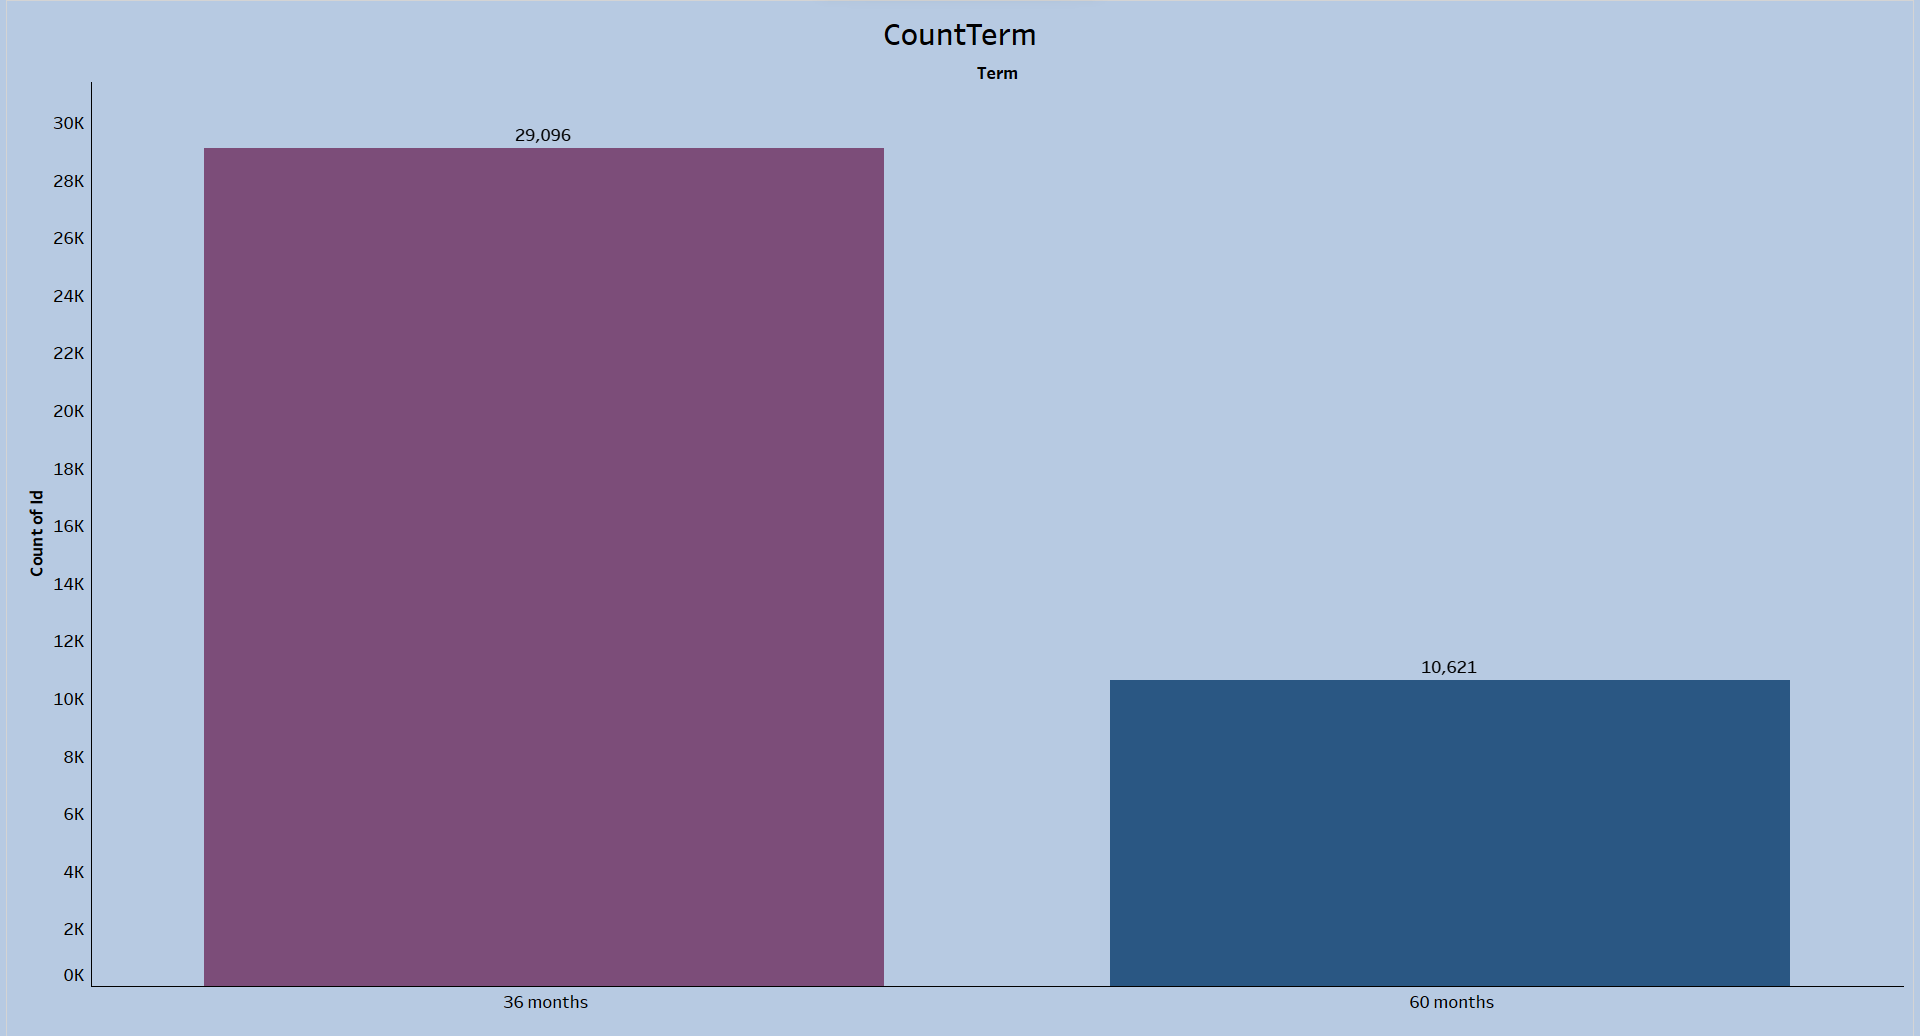 CountTerm
Term
30K
29,096
28K
26K
24K
22K
20K
18K
Count of Id
16K
14K
12K
10,621
10K
8K
6K
4K
2K
0K
36 months
60 months